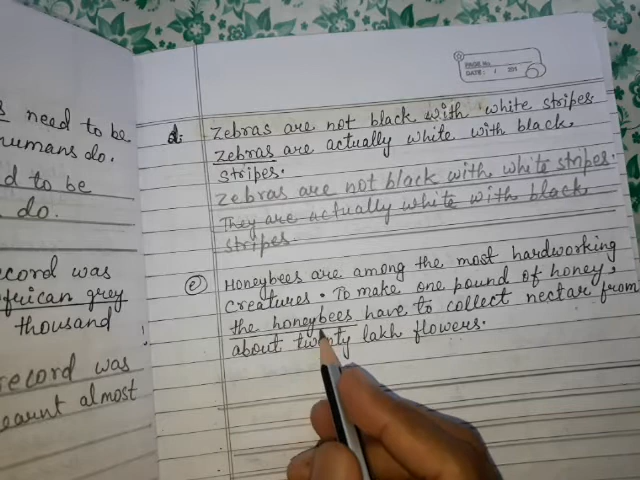 need to be
humans do.
d to be
do.
ecord was
African grey
thousand
record was
earnt almost
PAGE No.
DATE: / /
d. Zebras are not black with white stripes
zebras are actually white with black
stripes.
Zebras are not black with white stripes.
They are actually white with black
stripes.
(e) Honeybees are among the most hardworking
creatures. To make one pound of honey,
the honeybees have to collect nectar from
about twenty lakh flowers.